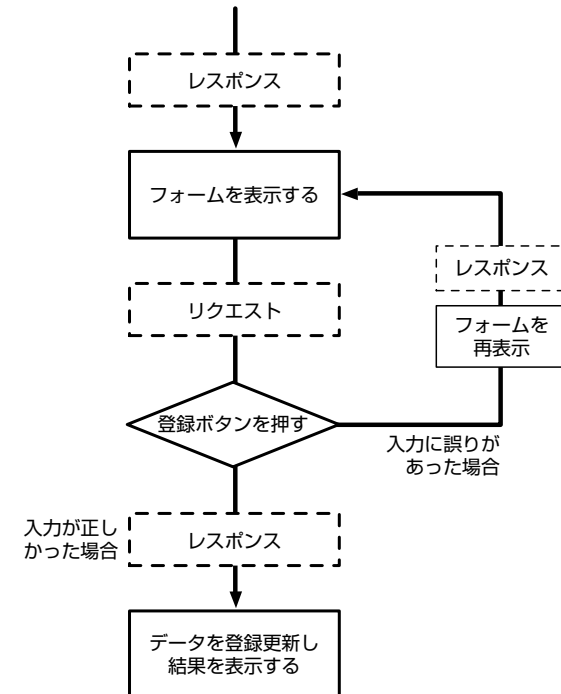 レスポンス
フォームを表示する
レスポンス
リクエスト
フォームを
再表示
登録ボタンを押す
入力に誤りが
あった場合
入力が正し
かった場合
レスポンス
データを登録更新し
結果を表示する